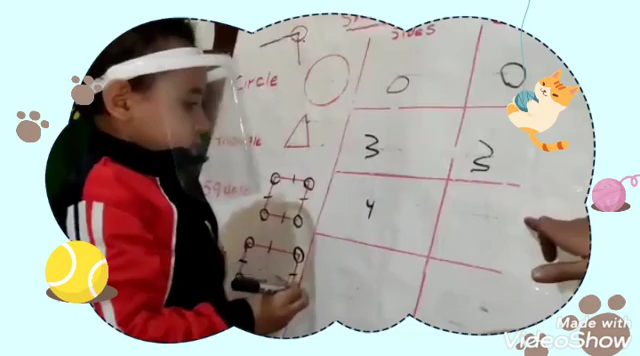 Sides
Circle 0 0
Triangle 3 3
Square 4
Made with
VideoShow